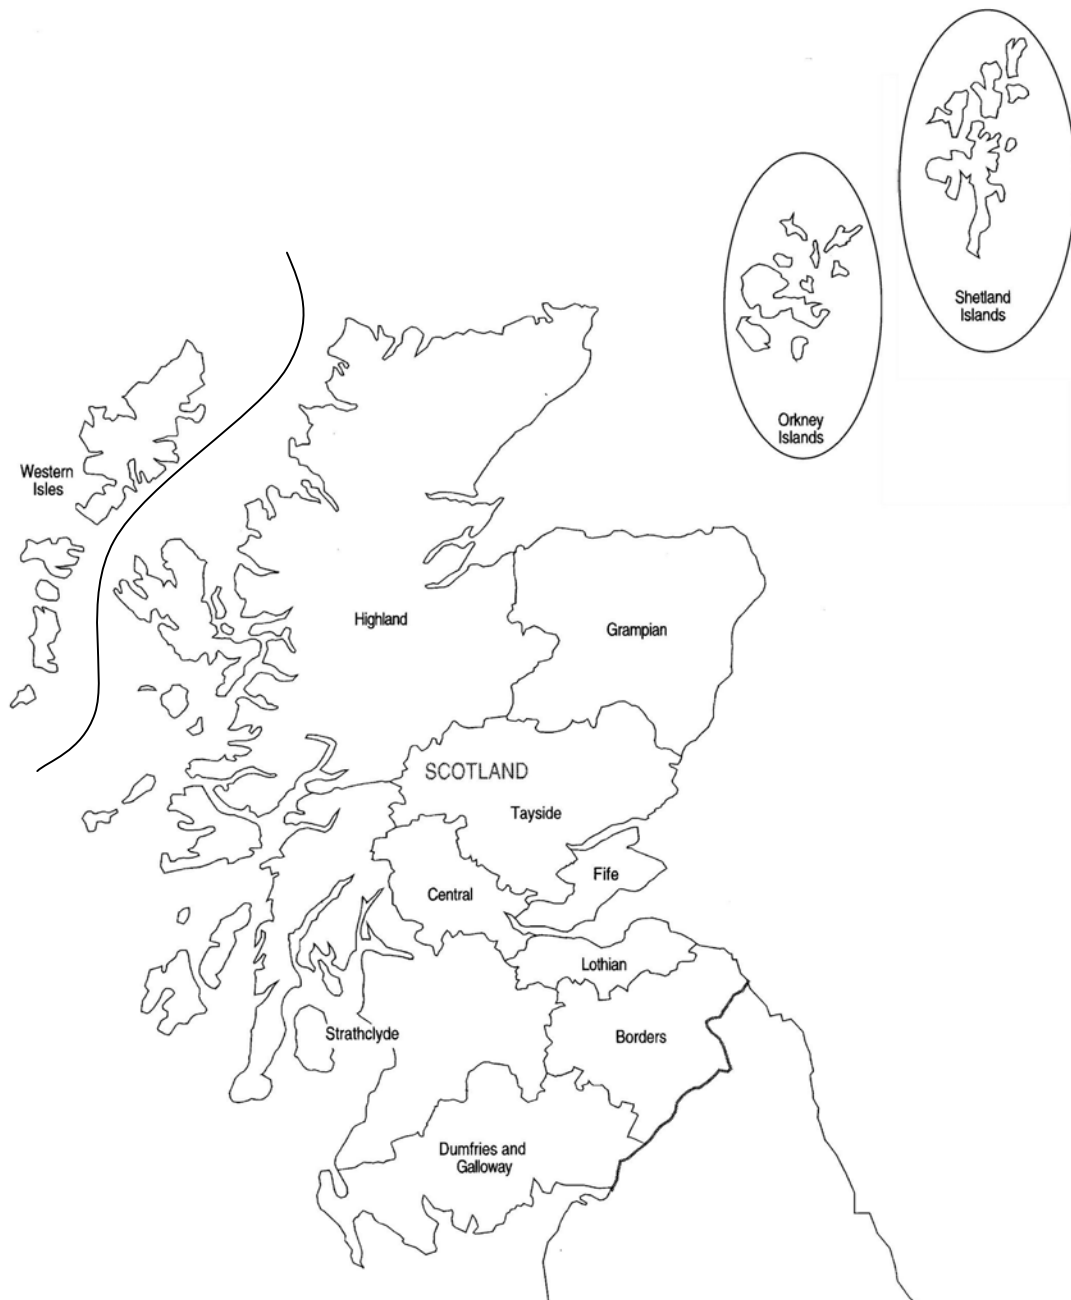 Shetland
Islands
Orkney
Islands
Western
Isles
Highland
Grampian
SCOTLAND
Tayside
Fife
Central
Lothian
Strathclyde
Borders
Dumfries and
Galloway